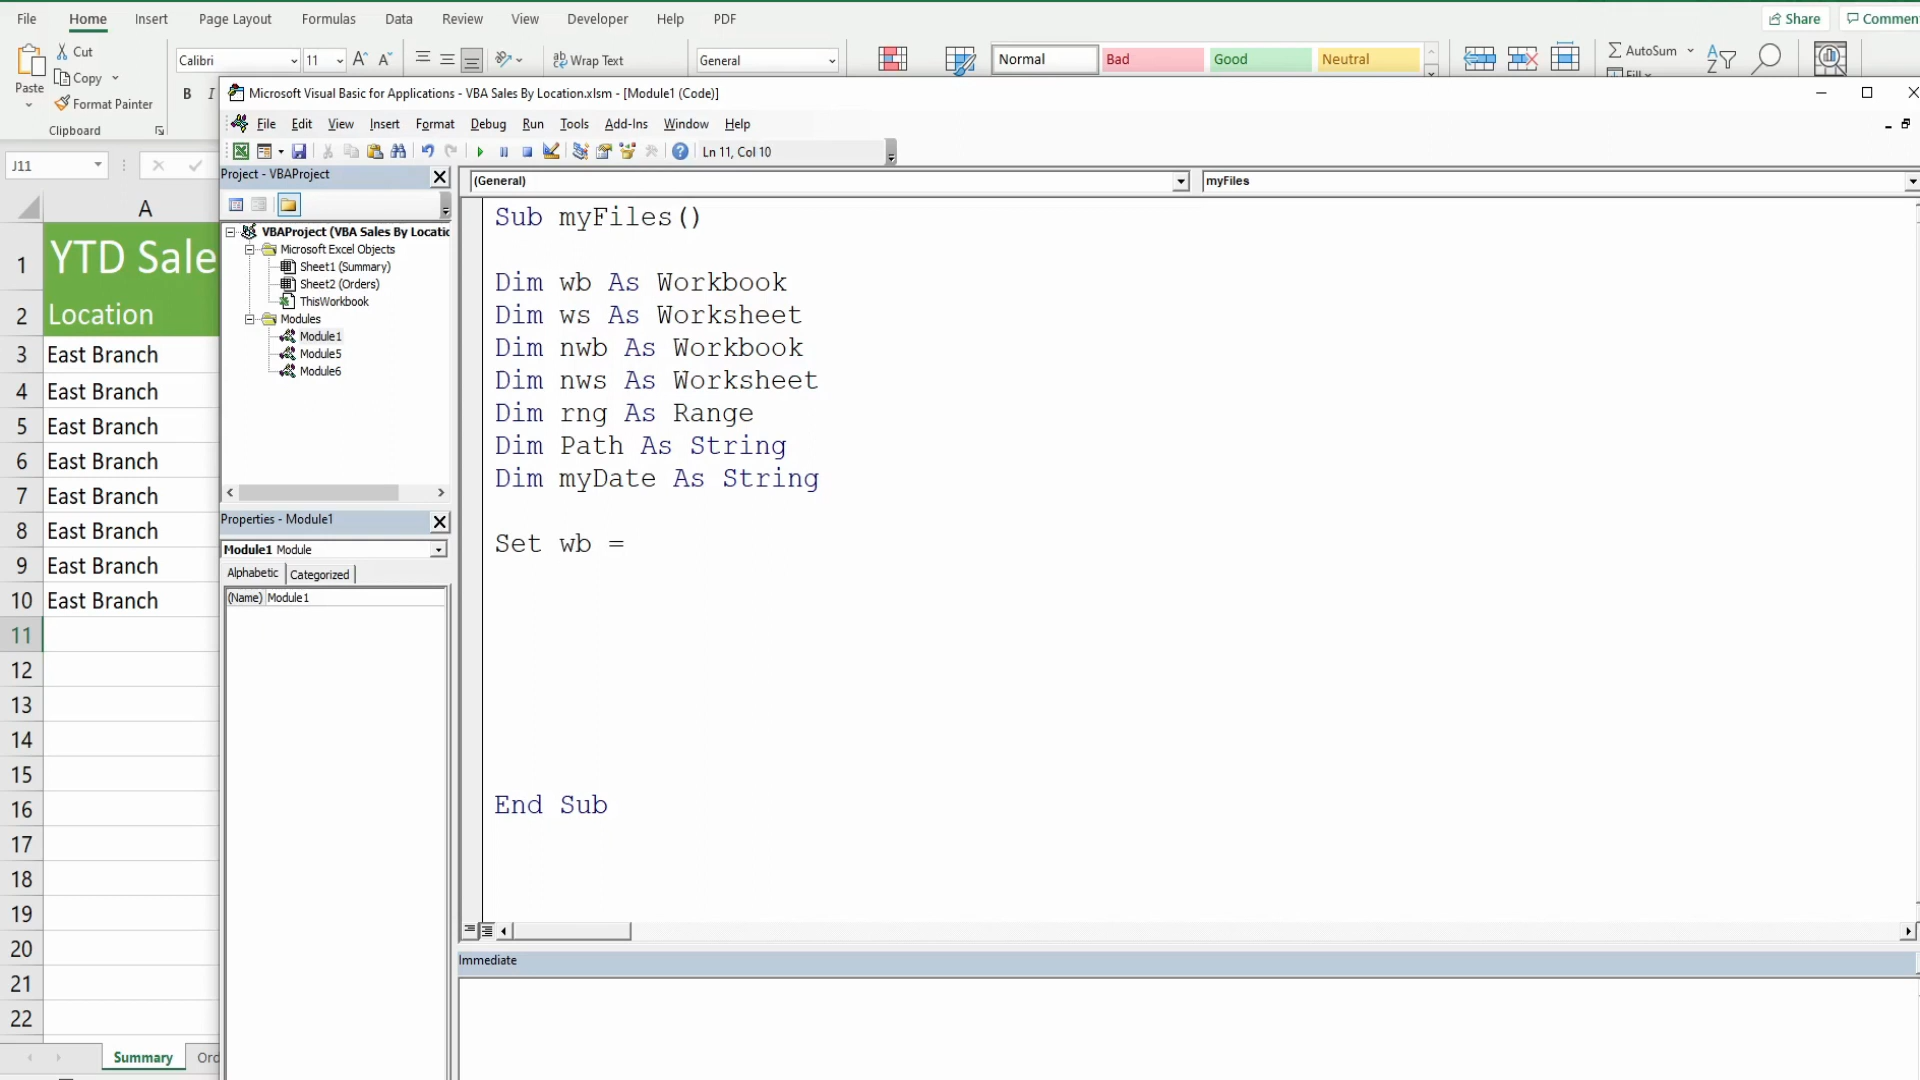 File Home Insert Page Layout Formulas Data Review View Developer Help PDF Share Commen
Cut
Copy
Format Painter
Paste
Clipboard
Calibri 11 Wrap Text General Normal Bad Good Neutral AutoSum
B I
Microsoft Visual Basic for Applications - VBA Sales By Location.xlsm - [Module1 (Code)]
File Edit View Insert Format Debug Run Tools Add-Ins Window Help
Ln 11, Col 10
J11
Project - VBAProject
(General) myFiles
VBAProject (VBA Sales By Locatic
Microsoft Excel Objects
Sheet1 (Summary)
Sheet2 (Orders)
ThisWorkbook
Modules
Module1
Module5
Module6
Properties - Module1
Module1 Module
Alphabetic Categorized
(Name) Module1
A
1 YTD Sale
2 Location
3 East Branch
4 East Branch
5 East Branch
6 East Branch
7 East Branch
8 East Branch
9 East Branch
10 East Branch
11
12
13
14
15
16
17
18
19
20
21
22
Summary Ord
Sub myFiles()
Dim wb As Workbook
Dim ws As Worksheet
Dim nwb As Workbook
Dim nws As Worksheet
Dim rng As Range
Dim Path As String
Dim myDate As String
Set wb =
End Sub
Immediate